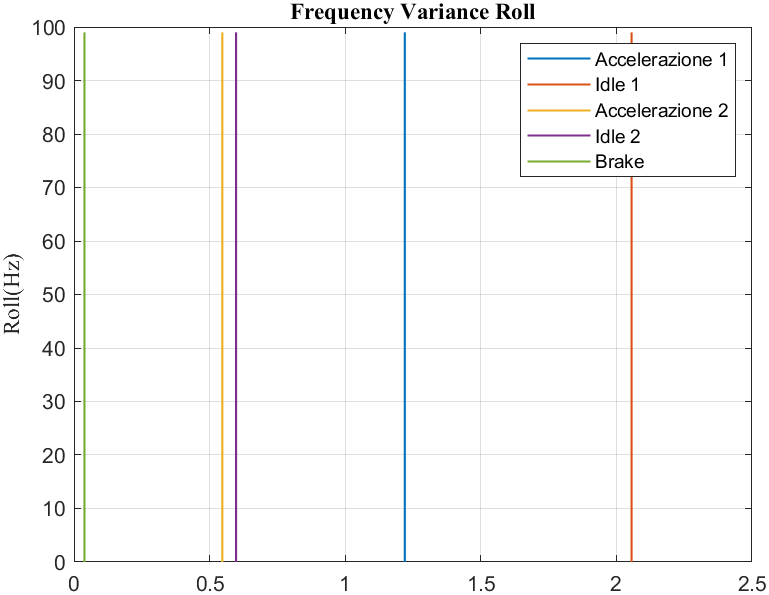 Frequency Variance Roll
100
90
80
70
60
50
40
30
20
10
0
Roll(Hz)
Accelerazione 1
Idle 1
Accelerazione 2
Idle 2
Brake
0 0.5 1 1.5 2 2.5